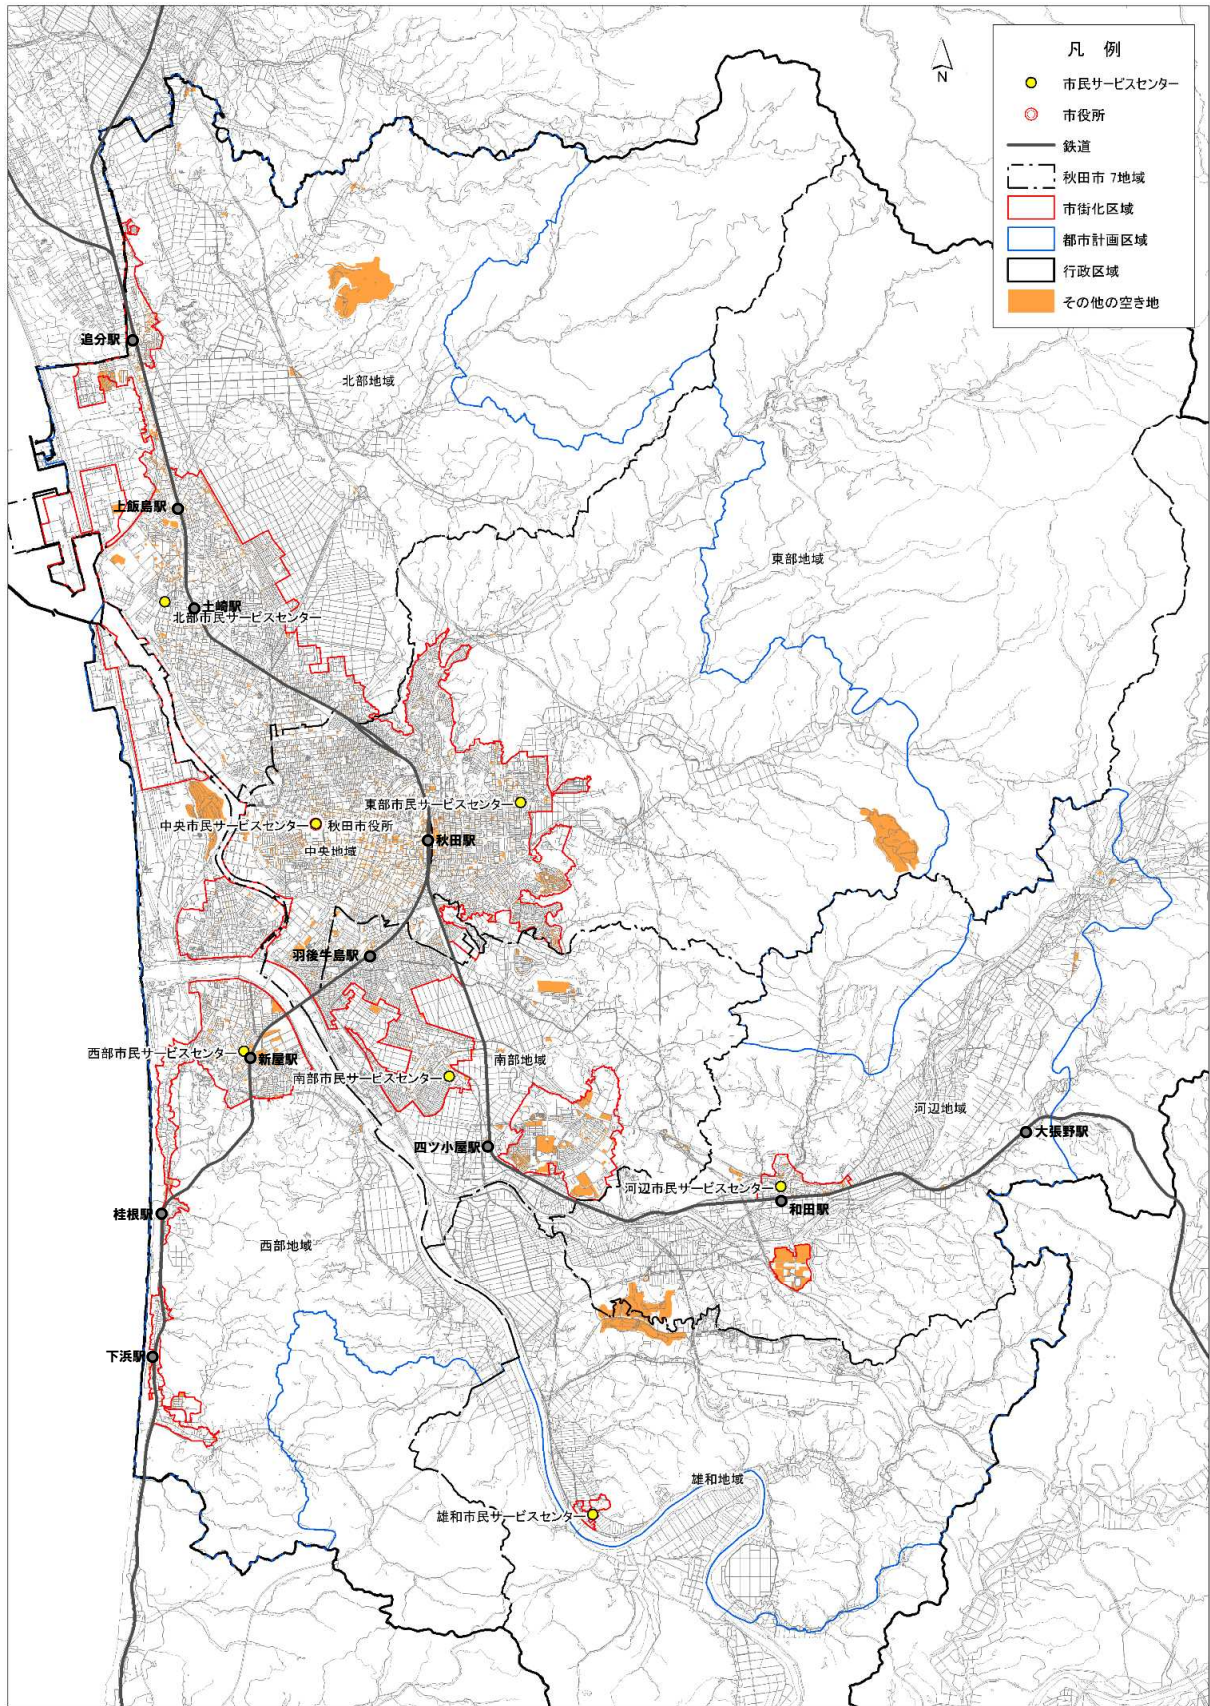 凡 例
市民サービスセンター
市役所
鉄道
秋田市 7地域
市街化区域
都市計画区域
行政区域
その他の空き地
N
追分駅
北部地域
上飯島駅
東部地域
土崎駅
北部市民サービスセンター
東部市民サービスセンター
中央市民サービスセンター
秋田市役所
秋田駅
中央地域
羽後牛島駅
西部市民サービスセンター
新屋駅
南部地域
南部市民サービスセンター
河辺地域
大張野駅
四ツ小屋駅
河辺市民サービスセンター
和田駅
桂根駅
西部地域
下浜駅
雄和地域
雄和市民サービスセンター